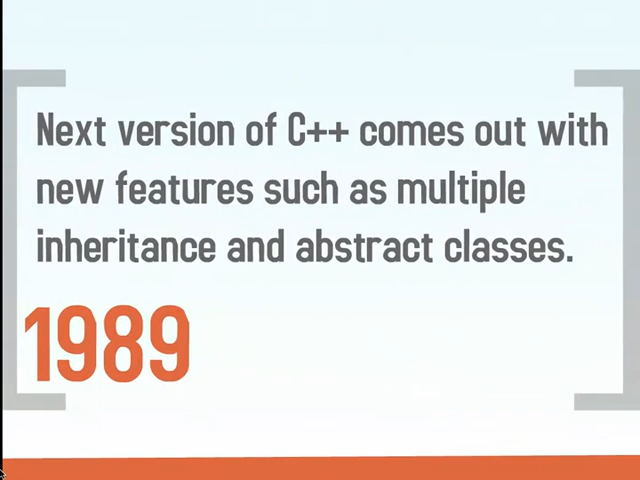 Next version of C++ comes out with
new features such as multiple
inheritance and abstract classes.
1989